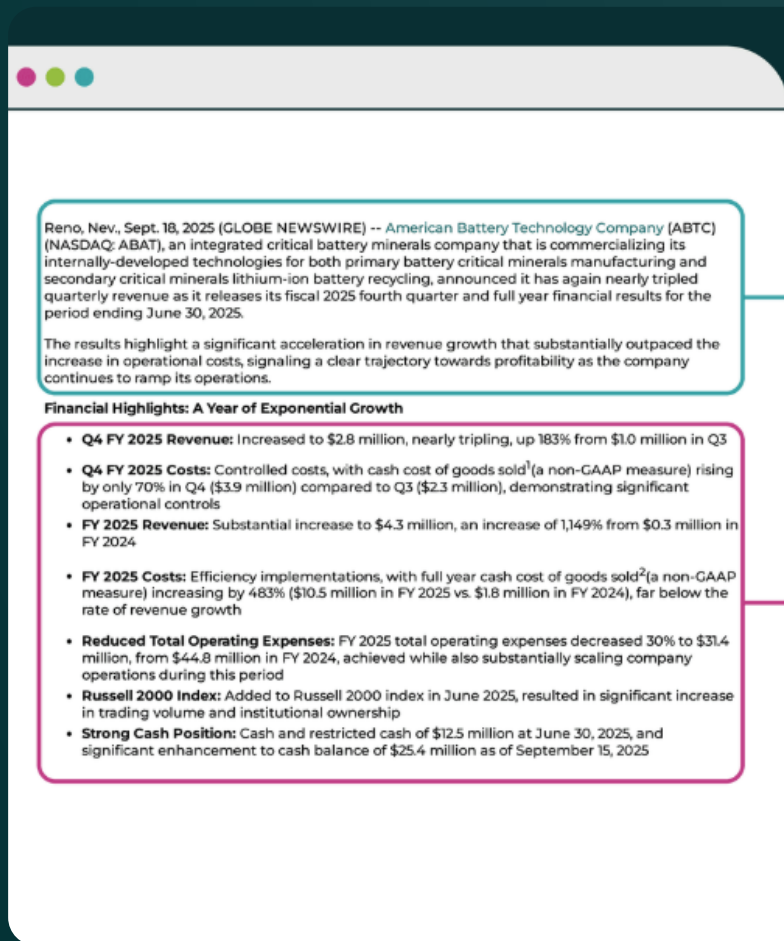 Reno, Nev., Sept. 18, 2025 (GLOBE NEWSWIRE) -- American Battery Technology Company (ABTC)
(NASDAQ: ABAT), an integrated critical battery minerals company that is commercializing its
internally-developed technologies for both primary battery critical minerals manufacturing and
secondary critical minerals lithium-ion battery recycling, announced it has again nearly tripled
quarterly revenue as it releases its fiscal 2025 fourth quarter and full year financial results for the
period ending June 30, 2025.
The results highlight a significant acceleration in revenue growth that substantially outpaced the
increase in operational costs, signaling a clear trajectory towards profitability as the company
continues to ramp its operations.
Financial Highlights: A Year of Exponential Growth
• Q4 FY 2025 Revenue: Increased to $2.8 million, nearly tripling, up 183% from $1.0 million in Q3
• Q4 FY 2025 Costs: Controlled costs, with cash cost of goods sold¹(a non-GAAP measure) rising
by only 70% in Q4 ($3.9 million) compared to Q3 ($2.3 million), demonstrating significant
operational controls
• FY 2025 Revenue: Substantial increase to $4.3 million, an increase of 1,149% from $0.3 million in
FY 2024
• FY 2025 Costs: Efficiency implementations, with full year cash cost of goods sold²(a non-GAAP
measure) increasing by 483% ($10.5 million in FY 2025 vs. $1.8 million in FY 2024), far below the
rate of revenue growth
• Reduced Total Operating Expenses: FY 2025 total operating expenses decreased 30% to $31.4
million, from $44.8 million in FY 2024, achieved while also substantially scaling company
operations during this period
• Russell 2000 Index: Added to Russell 2000 index in June 2025, resulted in significant increase
in trading volume and institutional ownership
• Strong Cash Position: Cash and restricted cash of $12.5 million at June 30, 2025, and
significant enhancement to cash balance of $25.4 million as of September 15, 2025